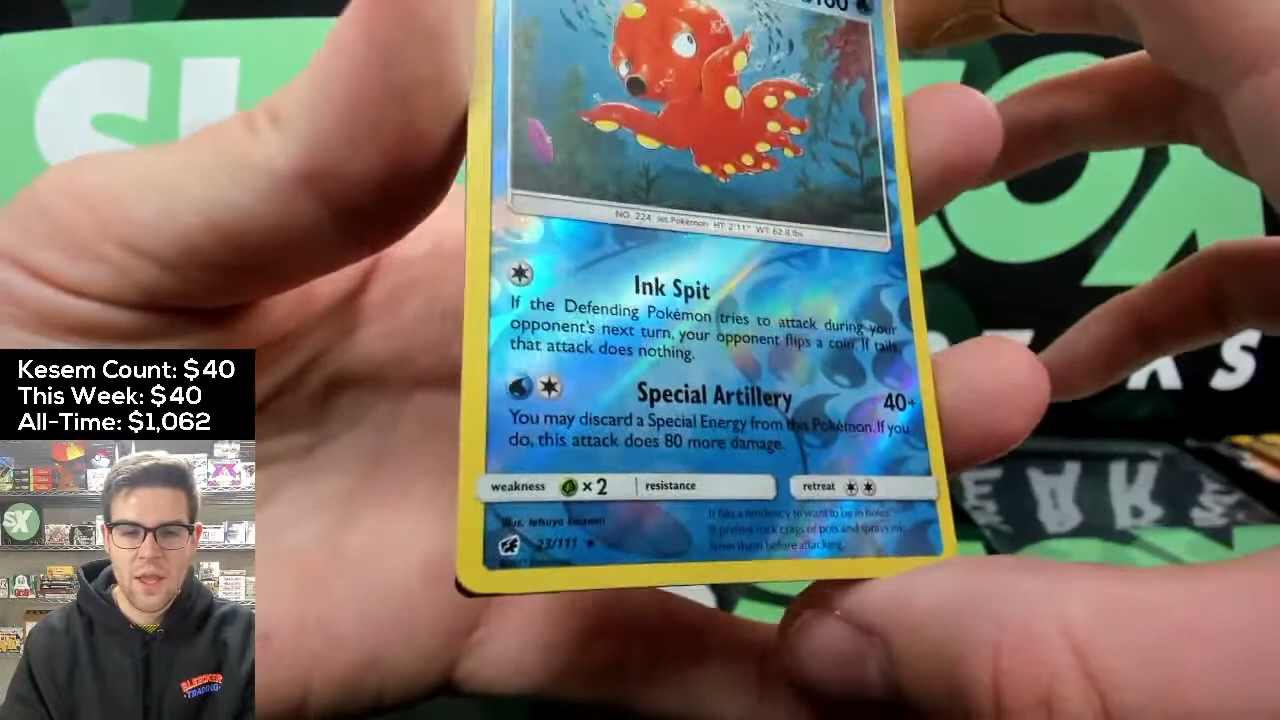 NO. 224 Jet Pokémon HT 2'11" WT 62.8 lbs
Ink Spit
If the Defending Pokémon tries to attack during your
opponent's next turn, your opponent flips a coin. If tails,
that attack does nothing.
Special Artillery 40+
You may discard a Special Energy from this Pokémon. If you
do, this attack does 80 more damage.
weakness ×2 resistance retreat
illus. tetsuya koizumi
23/111
It has a tendency to want to be in holes.
It prefers rock crags or pots and sprays ink
from them before attacking.
Kesem Count: $40
This Week: $40
All-Time: $1,062
SX
SLEEKER
TRADING